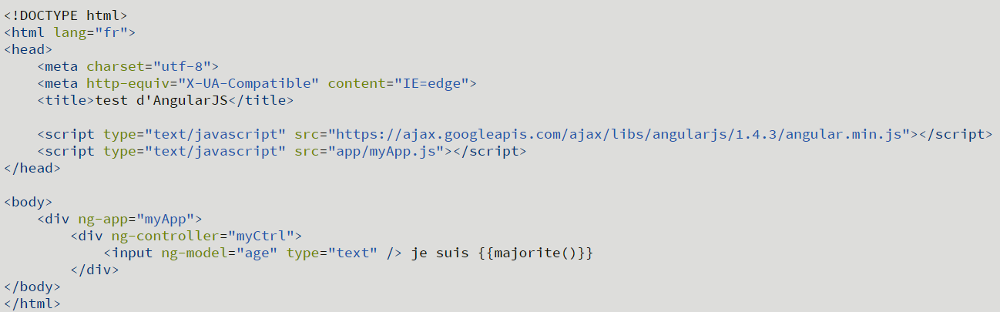 <!DOCTYPE html>
<html lang="fr">
<head>
    <meta charset="utf-8">
    <meta http-equiv="X-UA-Compatible" content="IE=edge">
    <title>test d'AngularJS</title>

    <script type="text/javascript" src="https://ajax.googleapis.com/ajax/libs/angularjs/1.4.3/angular.min.js"></script>
    <script type="text/javascript" src="app/myApp.js"></script>
</head>

<body>
    <div ng-app="myApp">
        <div ng-controller="myCtrl">
            <input ng-model="age" type="text" /> je suis {{majorite()}}
        </div>
</body>
</html>